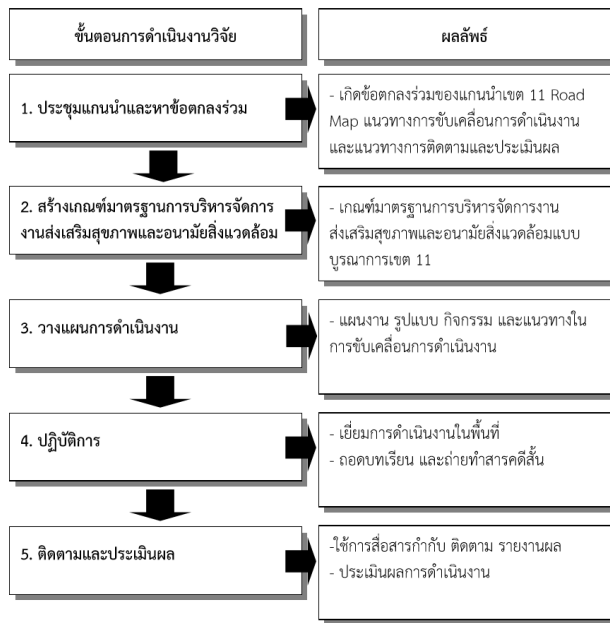 ขั้นตอนการดำเนินงานวิจัย
ผลลัพธ์
1. ประชุมแกนนำและหาข้อตกลงร่วม
- เกิดข้อตกลงร่วมของแกนนำเขต 11 Road
Map แนวทางการขับเคลื่อนการดำเนินงาน
และแนวทางการติดตามและประเมินผล
2. สร้างเกณฑ์มาตรฐานการบริหารจัดการ
งานส่งเสริมสุขภาพและอนามัยสิ่งแวดล้อม
- เกณฑ์มาตรฐานการบริหารจัดการงาน
ส่งเสริมสุขภาพและอนามัยสิ่งแวดล้อมแบบ
บูรณาการเขต 11
3. วางแผนการดำเนินงาน
- แผนงาน รูปแบบ กิจกรรม และแนวทางใน
การขับเคลื่อนการดำเนินงาน
4. ปฏิบัติการ
- เยี่ยมการดำเนินงานในพื้นที่
- ถอดบทเรียน และถ่ายทำสารคดีสั้น
5. ติดตามและประเมินผล
-ใช้การสื่อสารกำกับ ติดตาม รายงานผล
- ประเมินผลการดำเนินงาน